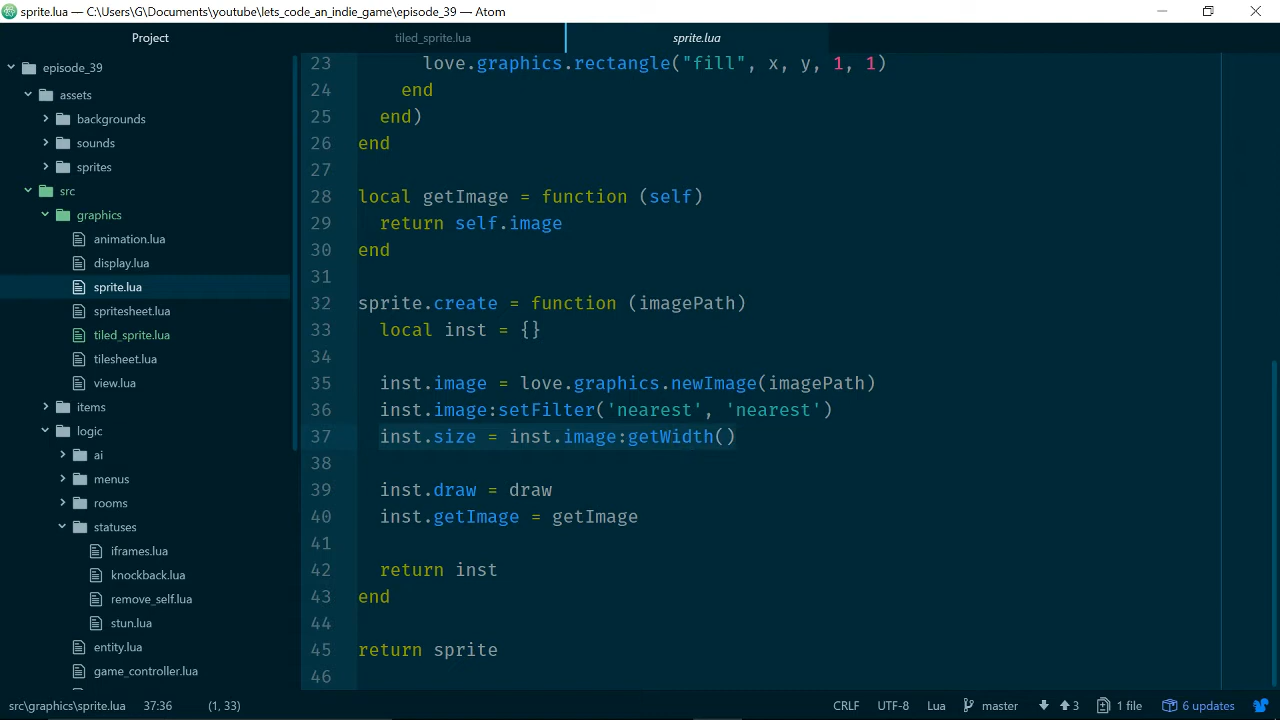 sprite.lua — C:\Users\G\Documents\youtube\lets_code_an_indie_game\episode_39 — Atom
Project
tiled_sprite.lua
sprite.lua
episode_39
assets
backgrounds
sounds
sprites
src
graphics
animation.lua
display.lua
sprite.lua
spritesheet.lua
tiled_sprite.lua
tilesheet.lua
view.lua
items
logic
ai
menus
rooms
statuses
iframes.lua
knockback.lua
remove_self.lua
stun.lua
entity.lua
game_controller.lua
23 love.graphics.rectangle("fill", x, y, 1, 1)
24 end
25 end)
26 end
27
28 local getImage = function (self)
29 return self.image
30 end
31
32 sprite.create = function (imagePath)
33 local inst = {}
34
35 inst.image = love.graphics.newImage(imagePath)
36 inst.image:setFilter('nearest', 'nearest')
37 inst.size = inst.image:getWidth()
38
39 inst.draw = draw
40 inst.getImage = getImage
41
42 return inst
43 end
44
45 return sprite
46
src\graphics\sprite.lua 37:36 (1, 33) CRLF UTF-8 Lua master 3 1 file 6 updates